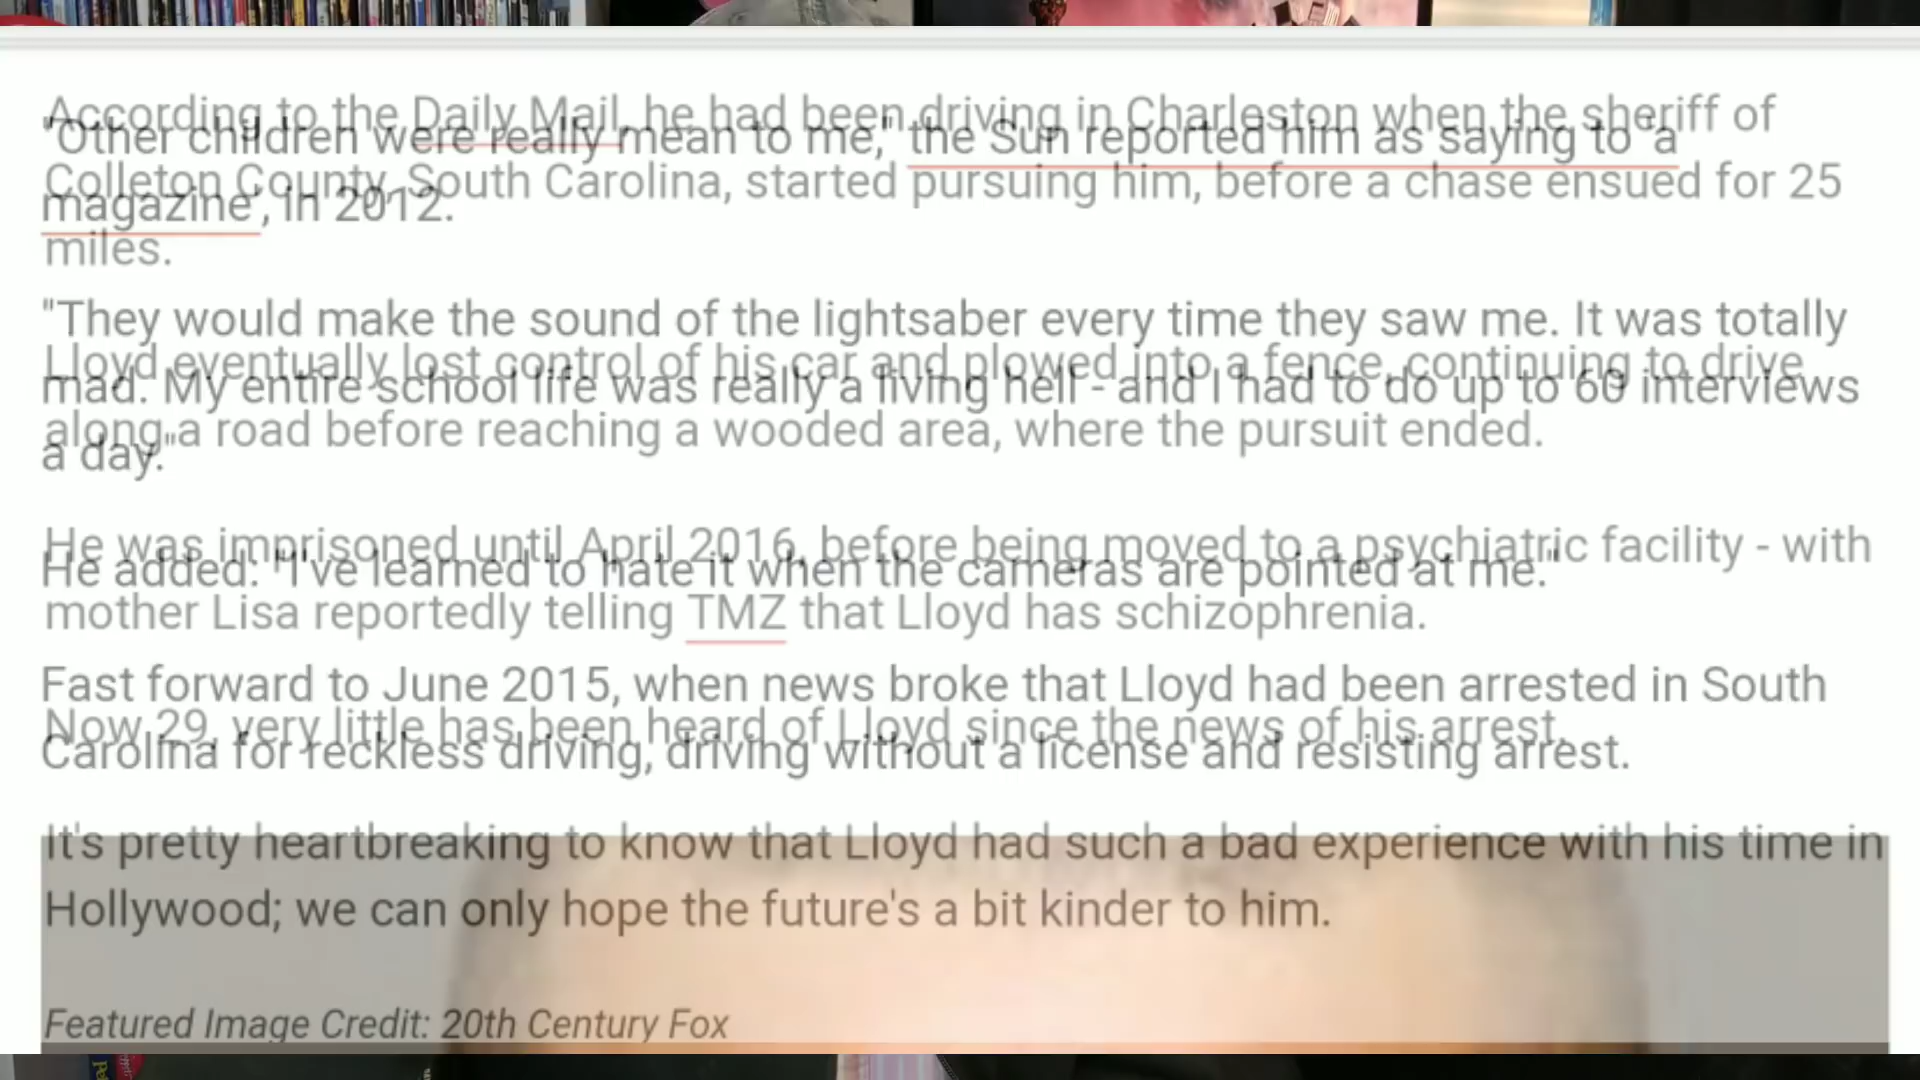 "Other children were really mean to me," the Sun reported him as saying to 'a
magazine', in 2012.
"They would make the sound of the lightsaber every time they saw me. It was totally
mad. My entire school life was really a living hell - and I had to do up to 60 interviews
a day."
He added: "I've learned to hate it when the cameras are pointed at me."
Fast forward to June 2015, when news broke that Lloyd had been arrested in South
Carolina for reckless driving, driving without a license and resisting arrest.
According to the Daily Mail, he had been driving in Charleston when the sheriff of
Colleton County, South Carolina, started pursuing him, before a chase ensued for 25
miles.
Lloyd eventually lost control of his car and plowed into a fence, continuing to drive
along a road before reaching a wooded area, where the pursuit ended.
He was imprisoned until April 2016, before being moved to a psychiatric facility - with
mother Lisa reportedly telling TMZ that Lloyd has schizophrenia.
Now 29, very little has been heard of Lloyd since the news of his arrest.
It's pretty heartbreaking to know that Lloyd had such a bad experience with his time in
Hollywood; we can only hope the future's a bit kinder to him.
Featured Image Credit: 20th Century Fox